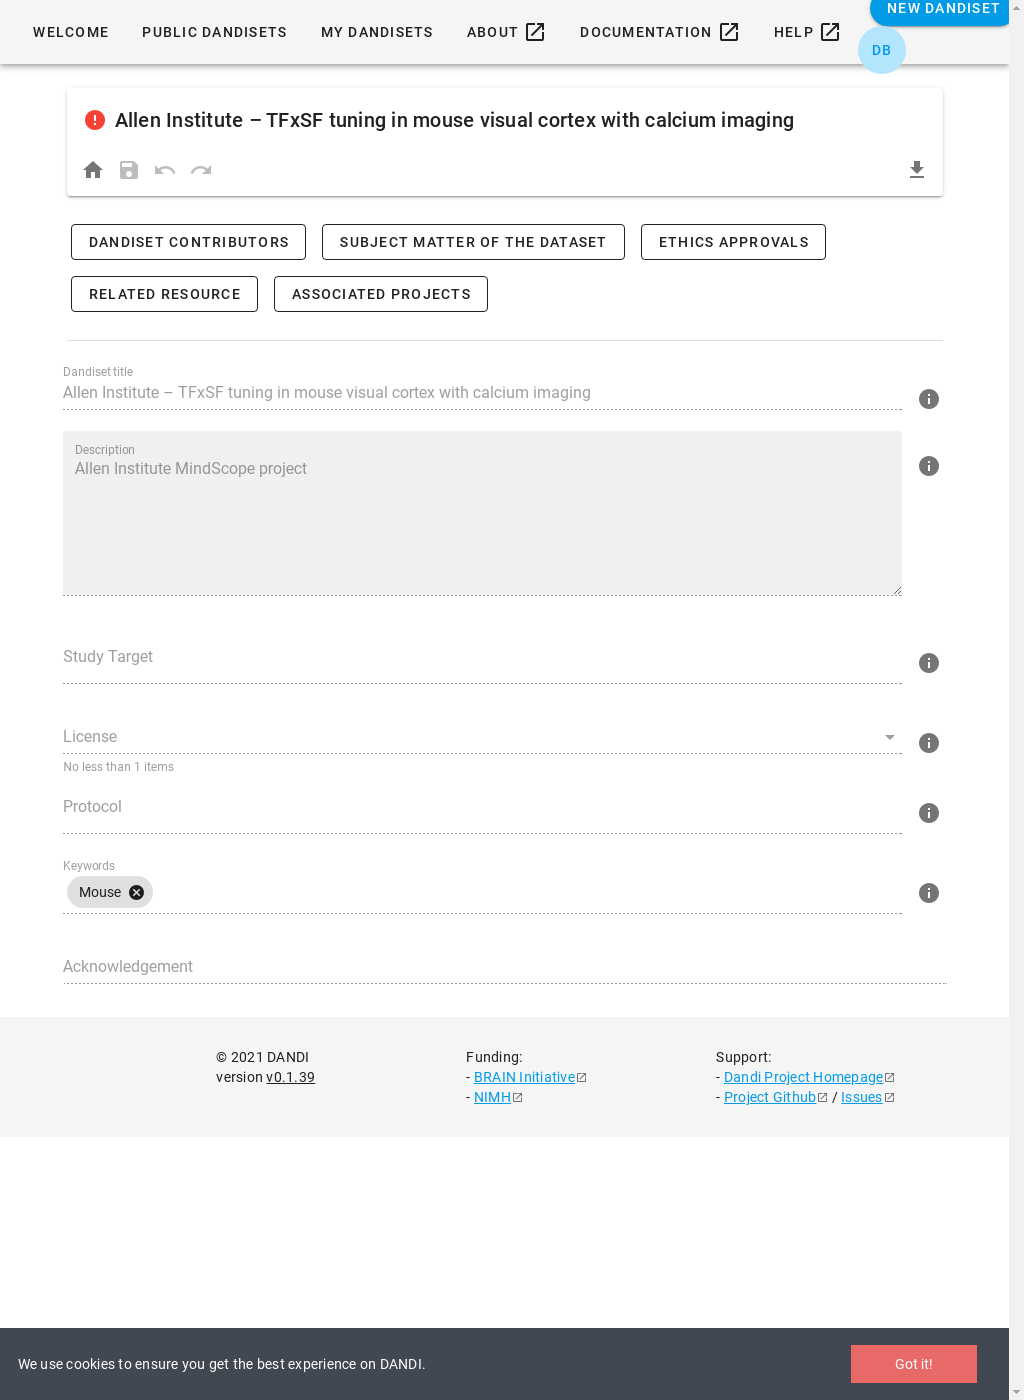 WELCOME PUBLIC DANDISETS MY DANDISETS ABOUT DOCUMENTATION HELP NEW DANDISET
DB
Allen Institute – TFxSF tuning in mouse visual cortex with calcium imaging
DANDISET CONTRIBUTORS SUBJECT MATTER OF THE DATASET ETHICS APPROVALS
RELATED RESOURCE ASSOCIATED PROJECTS
Dandiset title
Allen Institute – TFxSF tuning in mouse visual cortex with calcium imaging
Description
Allen Institute MindScope project
Study Target
License
No less than 1 items
Protocol
Keywords
Mouse
Acknowledgement
© 2021 DANDI
version v0.1.39
Funding:
- BRAIN Initiative
- NIMH
Support:
- Dandi Project Homepage
- Project Github / Issues
We use cookies to ensure you get the best experience on DANDI.
Got it!